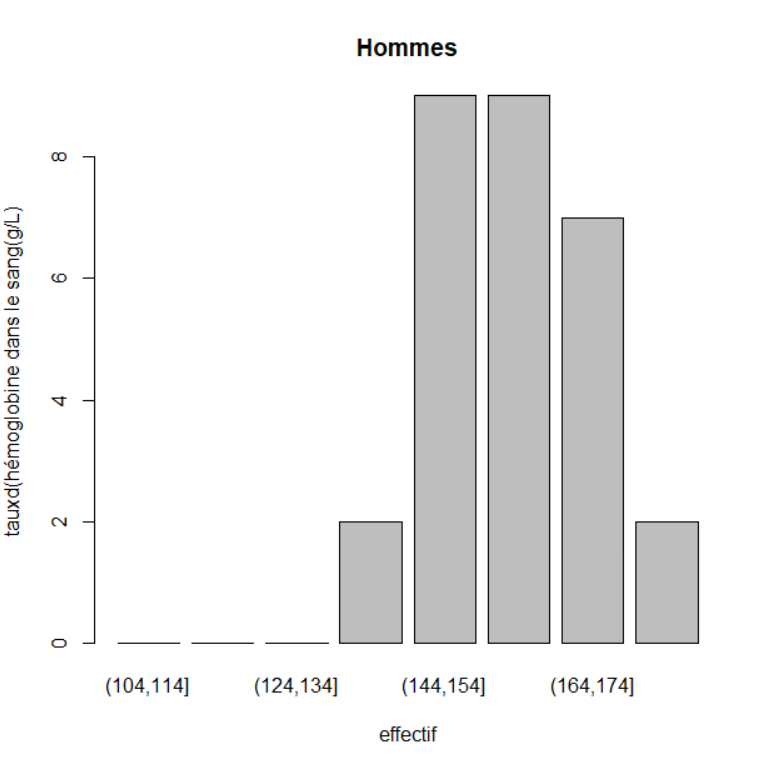 Hommes
tauxd(hémoglobine dans le sang(g/L)
8
6
4
2
0
(104,114] (124,134] (144,154] (164,174]
effectif